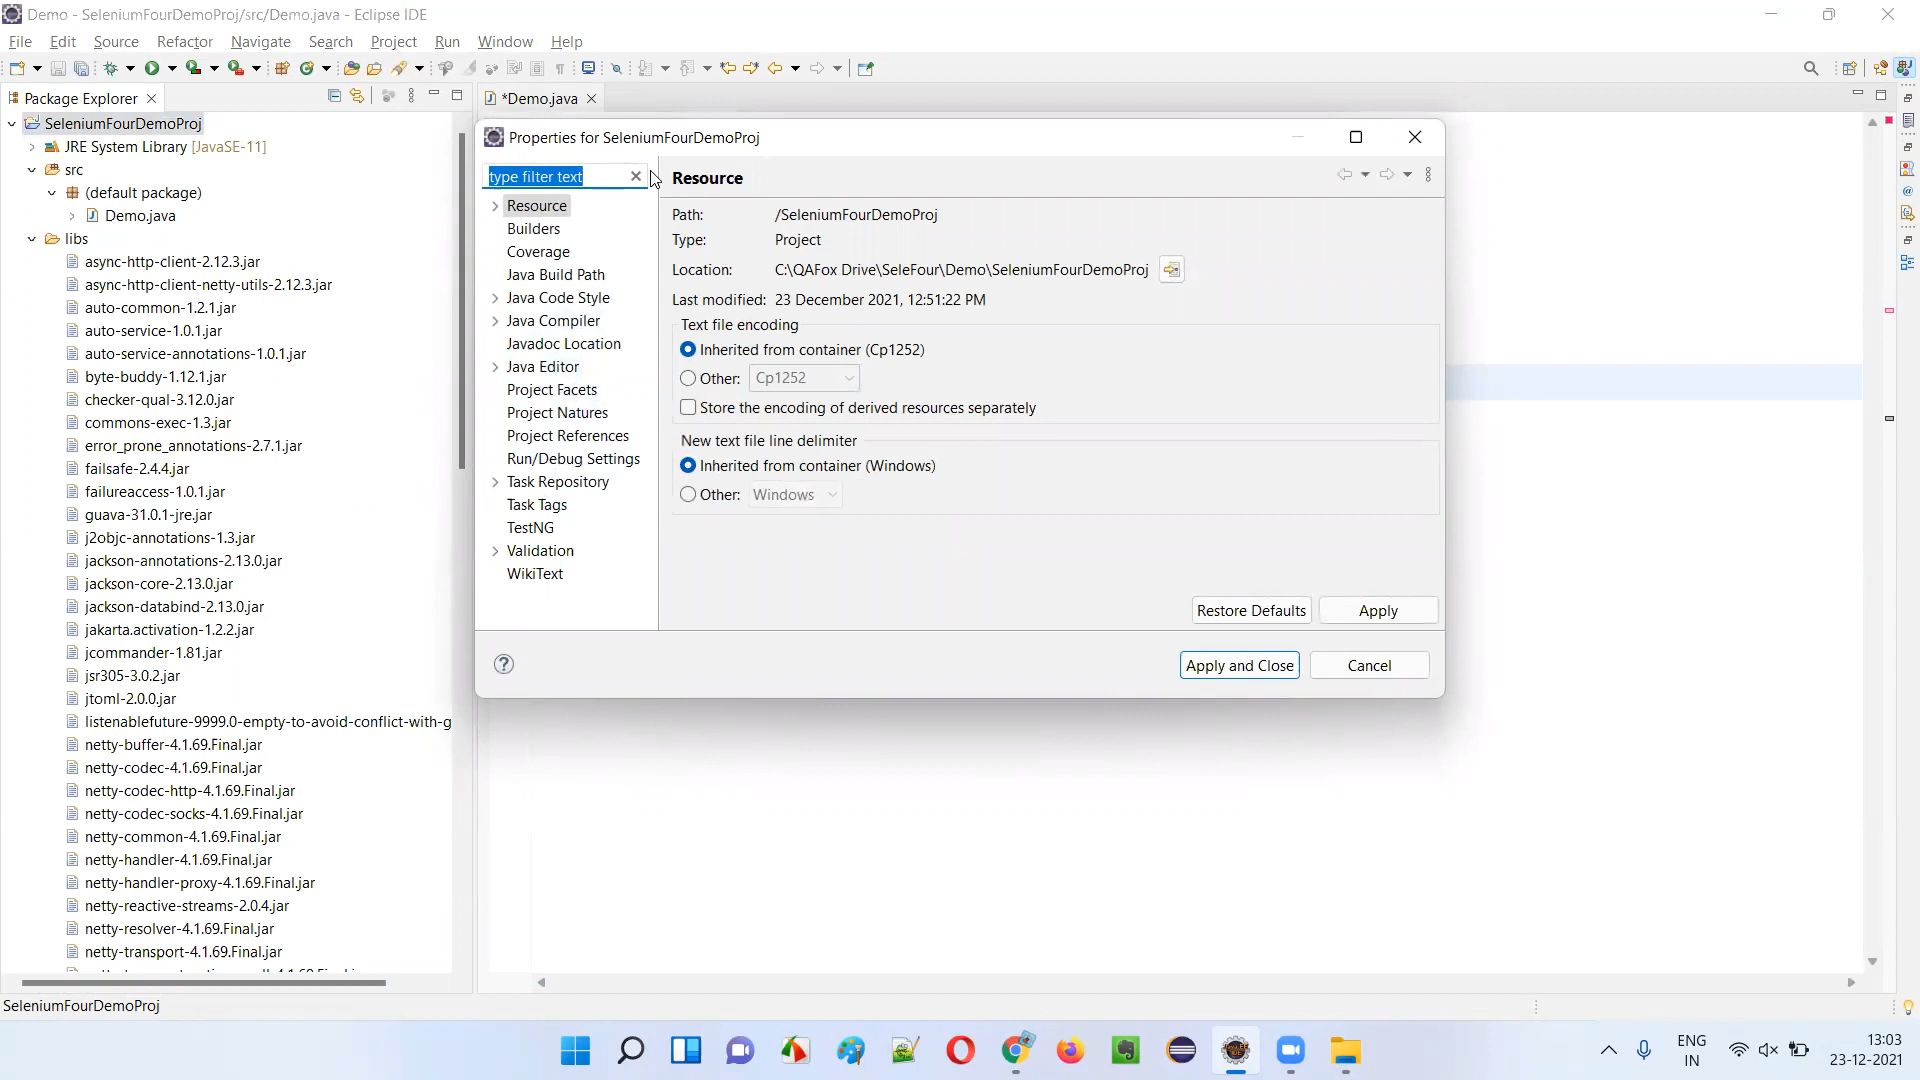 Demo - SeleniumFourDemoProj/src/Demo.java - Eclipse IDE
File Edit Source Refactor Navigate Search Project Run Window Help
Package Explorer
*Demo.java
SeleniumFourDemoProj
JRE System Library [JavaSE-11]
src
(default package)
Demo.java
libs
async-http-client-2.12.3.jar
async-http-client-netty-utils-2.12.3.jar
auto-common-1.2.1.jar
auto-service-1.0.1.jar
auto-service-annotations-1.0.1.jar
byte-buddy-1.12.1.jar
checker-qual-3.12.0.jar
commons-exec-1.3.jar
error_prone_annotations-2.7.1.jar
failsafe-2.4.4.jar
failureaccess-1.0.1.jar
guava-31.0.1-jre.jar
j2objc-annotations-1.3.jar
jackson-annotations-2.13.0.jar
jackson-core-2.13.0.jar
jackson-databind-2.13.0.jar
jakarta.activation-1.2.2.jar
jcommander-1.81.jar
jsr305-3.0.2.jar
jtoml-2.0.0.jar
listenablefuture-9999.0-empty-to-avoid-conflict-with-g
netty-buffer-4.1.69.Final.jar
netty-codec-4.1.69.Final.jar
netty-codec-http-4.1.69.Final.jar
netty-codec-socks-4.1.69.Final.jar
netty-common-4.1.69.Final.jar
netty-handler-4.1.69.Final.jar
netty-handler-proxy-4.1.69.Final.jar
netty-reactive-streams-2.0.4.jar
netty-resolver-4.1.69.Final.jar
netty-transport-4.1.69.Final.jar
Properties for SeleniumFourDemoProj
type filter text
Resource
Builders
Coverage
Java Build Path
Java Code Style
Java Compiler
Javadoc Location
Java Editor
Project Facets
Project Natures
Project References
Run/Debug Settings
Task Repository
Task Tags
TestNG
Validation
WikiText
Resource
Path: /SeleniumFourDemoProj
Type: Project
Location: C:\QAFox Drive\SeleFour\Demo\SeleniumFourDemoProj
Last modified: 23 December 2021, 12:51:22 PM
Text file encoding
Inherited from container (Cp1252)
Other: Cp1252
Store the encoding of derived resources separately
New text file line delimiter
Inherited from container (Windows)
Other: Windows
Restore Defaults Apply
Apply and Close Cancel
SeleniumFourDemoProj
ENG
IN
13:03
23-12-2021